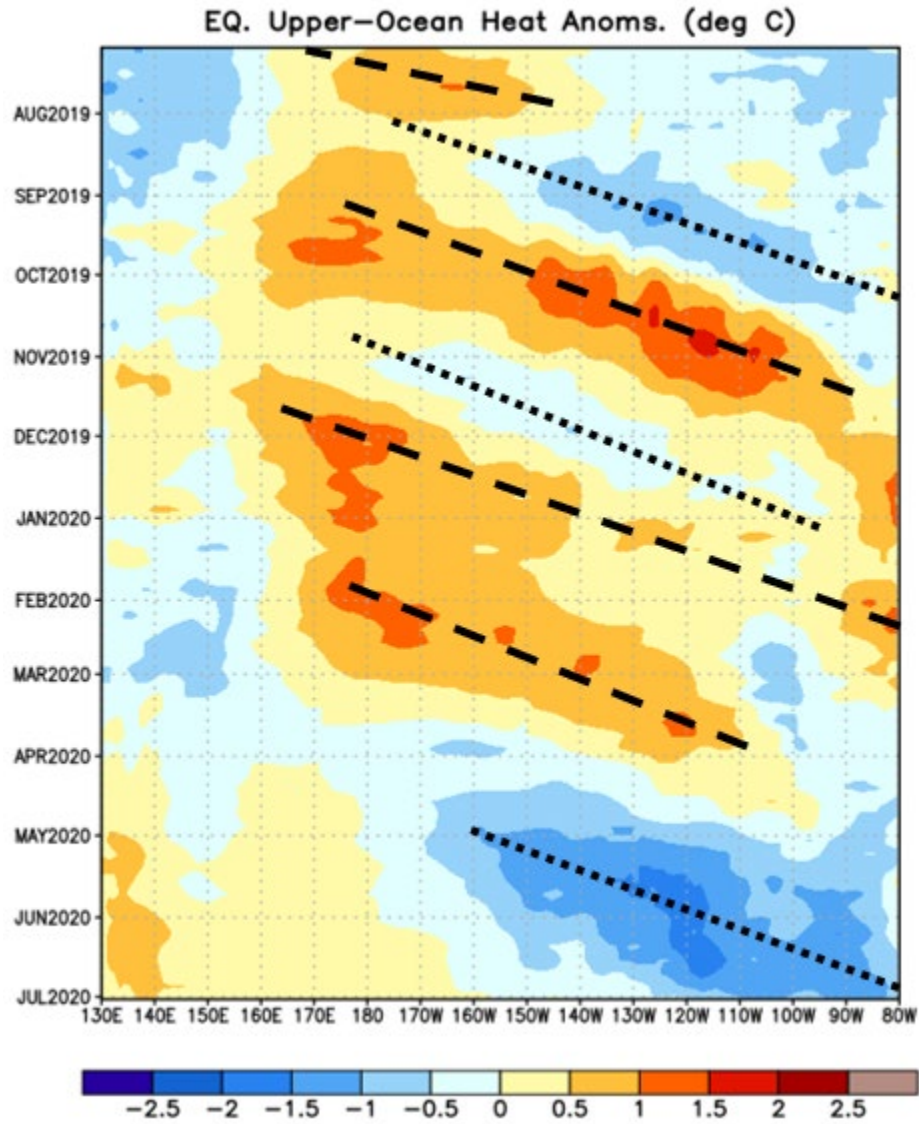 EQ. Upper-Ocean Heat Anoms. (deg C)
AUG2019
SEP2019
OCT2019
NOV2019
DEC2019
JAN2020
FEB2020
MAR2020
APR2020
MAY2020
JUN2020
JUL2020
130E 140E 150E 160E 170E 180 170W 160W 150W 140W 130W 120W 110W 100W 90W 80W
-2.5 -2 -1.5 -1 -0.5 0 0.5 1 1.5 2 2.5